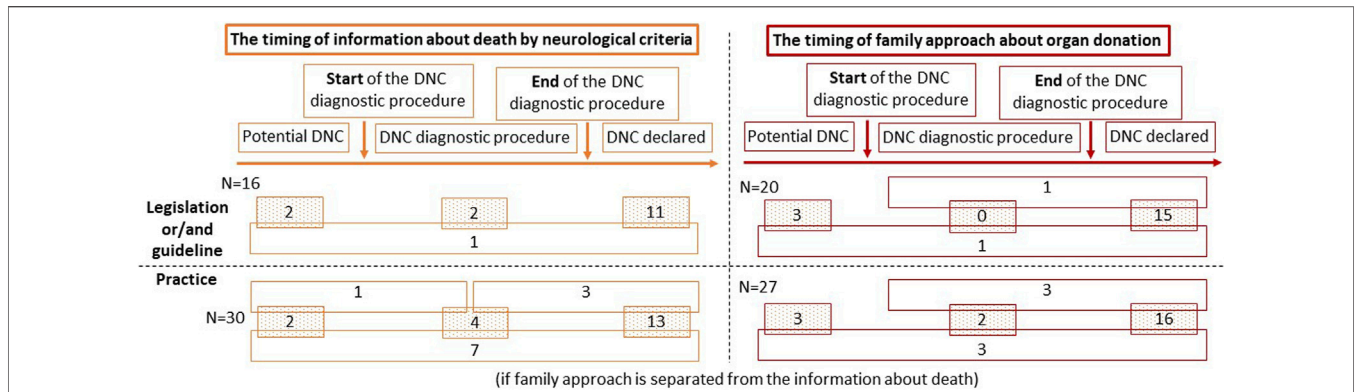 The timing of information about death by neurological criteria
Start of the DNC
diagnostic procedure
End of the DNC
diagnostic procedure
Potential DNC
DNC diagnostic procedure
DNC declared
The timing of family approach about organ donation
Start of the DNC
diagnostic procedure
End of the DNC
diagnostic procedure
Potential DNC
DNC diagnostic procedure
DNC declared
Legislation
or/and
guideline
N=16
2
2
11
1
N=20
1
3
0
15
1
Practice
N=30
1
3
2
4
13
7
N=27
3
3
2
16
3
(if family approach is separated from the information about death)